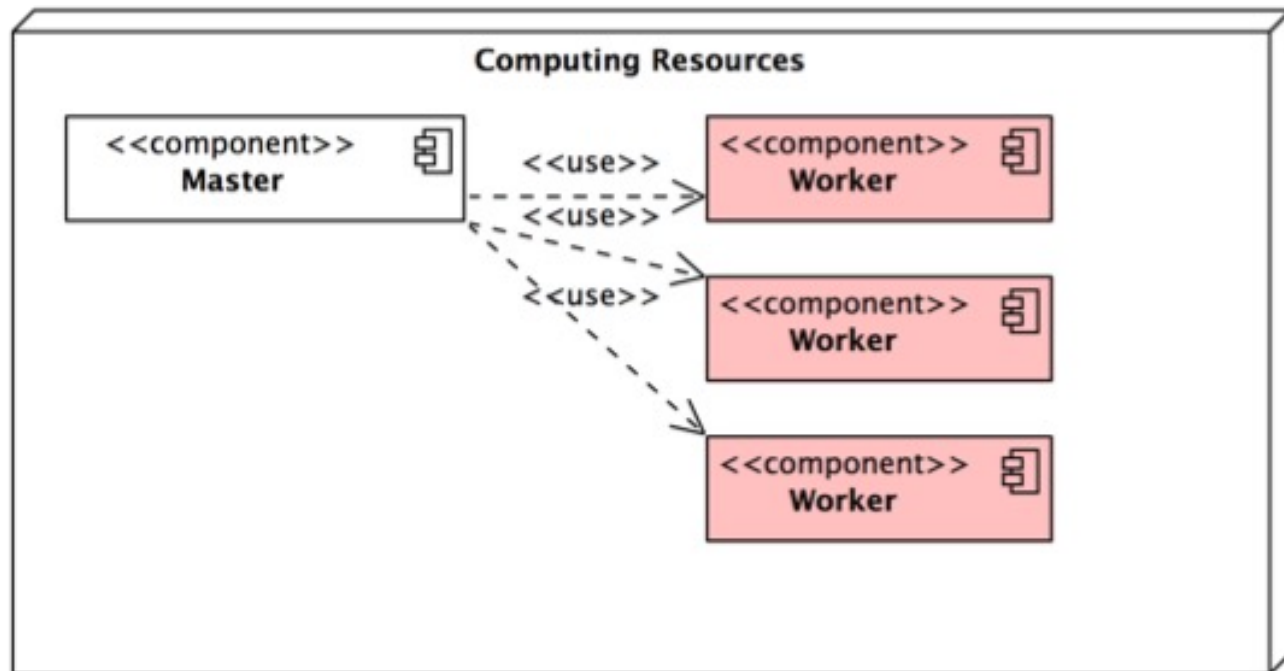 Computing Resources
<<component>>
Master
<<use>>
<<component>>
Worker
<<use>>
<<component>>
Worker
<<use>>
<<component>>
Worker